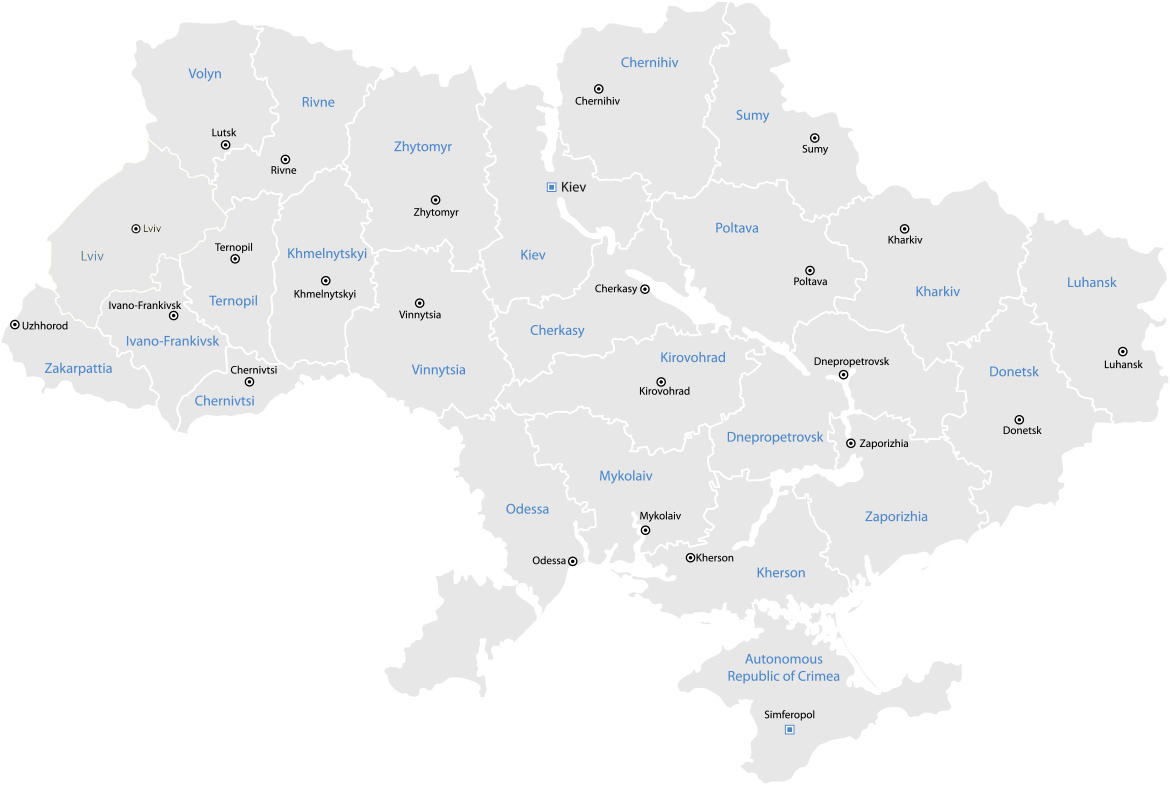 Chernihiv
Volyn
Chernihiv
Rivne
Sumy
Lutsk
Zhytomyr
Sumy
Rivne
Kiev
Zhytomyr
Lviv
Poltava
Kharkiv
Ternopil
Khmelnytskyi
Kiev
Lviv
Poltava
Luhansk
Cherkasy
Kharkiv
Khmelnytskyi
Ternopil
Ivano-Frankivsk
Vinnytsia
Uzhhorod
Cherkasy
Ivano-Frankivsk
Kirovohrad
Dnepropetrovsk
Luhansk
Zakarpattia
Chernivtsi
Vinnytsia
Donetsk
Kirovohrad
Chernivtsi
Donetsk
Dnepropetrovsk
Zaporizhia
Mykolaiv
Odessa
Mykolaiv
Zaporizhia
Odessa
Kherson
Kherson
Autonomous
Republic of Crimea
Simferopol